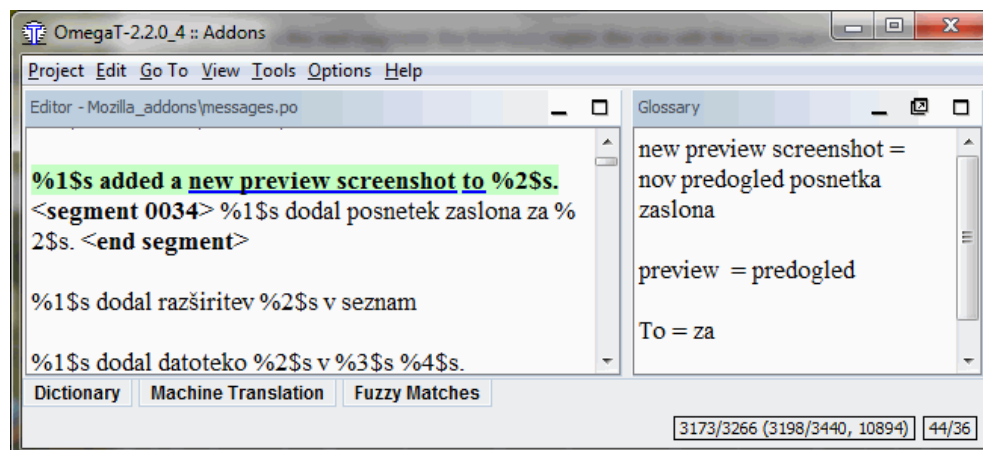 OmegaT-2.2.0_4 :: Addons
Project Edit Go To View Tools Options Help
Editor - Mozilla_addons\messages.po
%1$s added a new preview screenshot to %2$s.
<segment 0034> %1$s dodal posnetek zaslona za %
2$s. <end segment>
%1$s dodal razširitev %2$s v seznam
%1$s dodal datoteko %2$s v %3$s %4$s.
Glossary
new preview screenshot =
nov predogled posnetka
zaslona
preview = predogled
To = za
Dictionary Machine Translation Fuzzy Matches
3173/3266 (3198/3440, 10894) 44/36